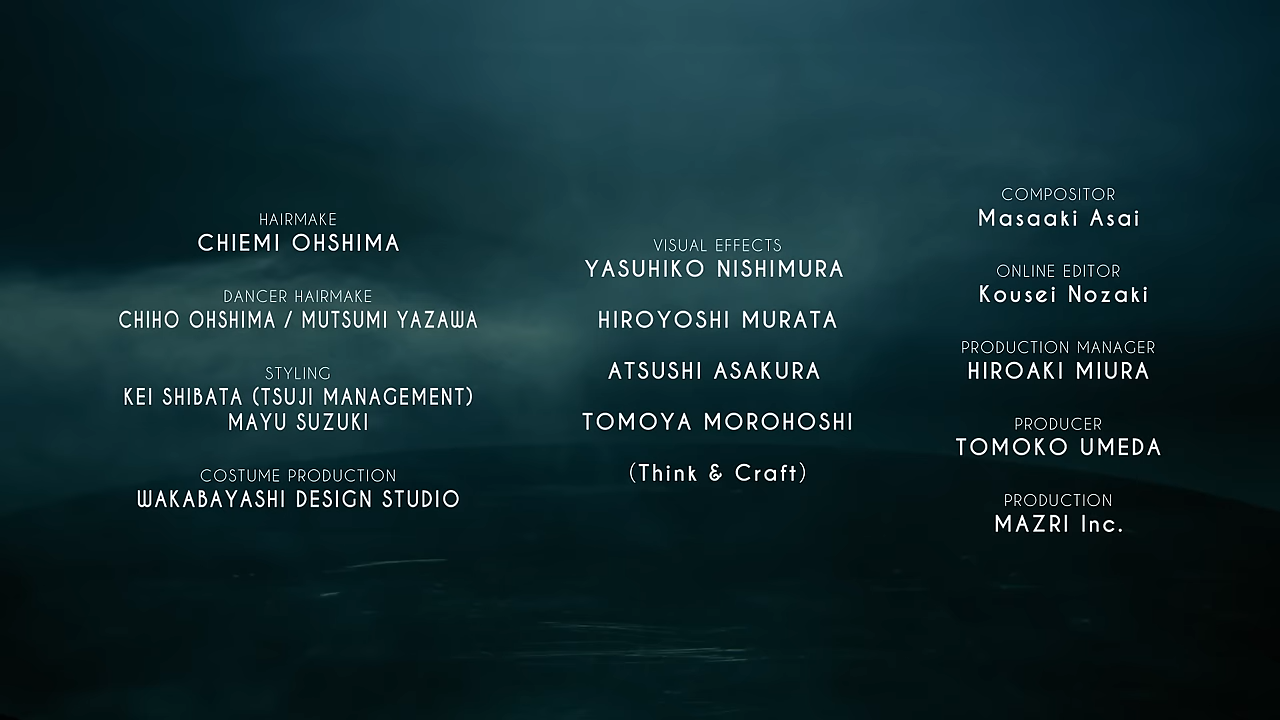 HAIRMAKE
CHIEMI OHSHIMA
DANCER HAIRMAKE
CHIHO OHSHIMA / MUTSUMI YAZAWA
STYLING
KEI SHIBATA (TSUJI MANAGEMENT)
MAYU SUZUKI
COSTUME PRODUCTION
WAKABAYASHI DESIGN STUDIO
VISUAL EFFECTS
YASUHIKO NISHIMURA
HIROYOSHI MURATA
ATSUSHI ASAKURA
TOMOYA MOROHOSHI
(Think & Craft)
COMPOSITOR
Masaaki Asai
ONLINE EDITOR
Kousei Nozaki
PRODUCTION MANAGER
HIROAKI MIURA
PRODUCER
TOMOKO UMEDA
PRODUCTION
MAZRI Inc.